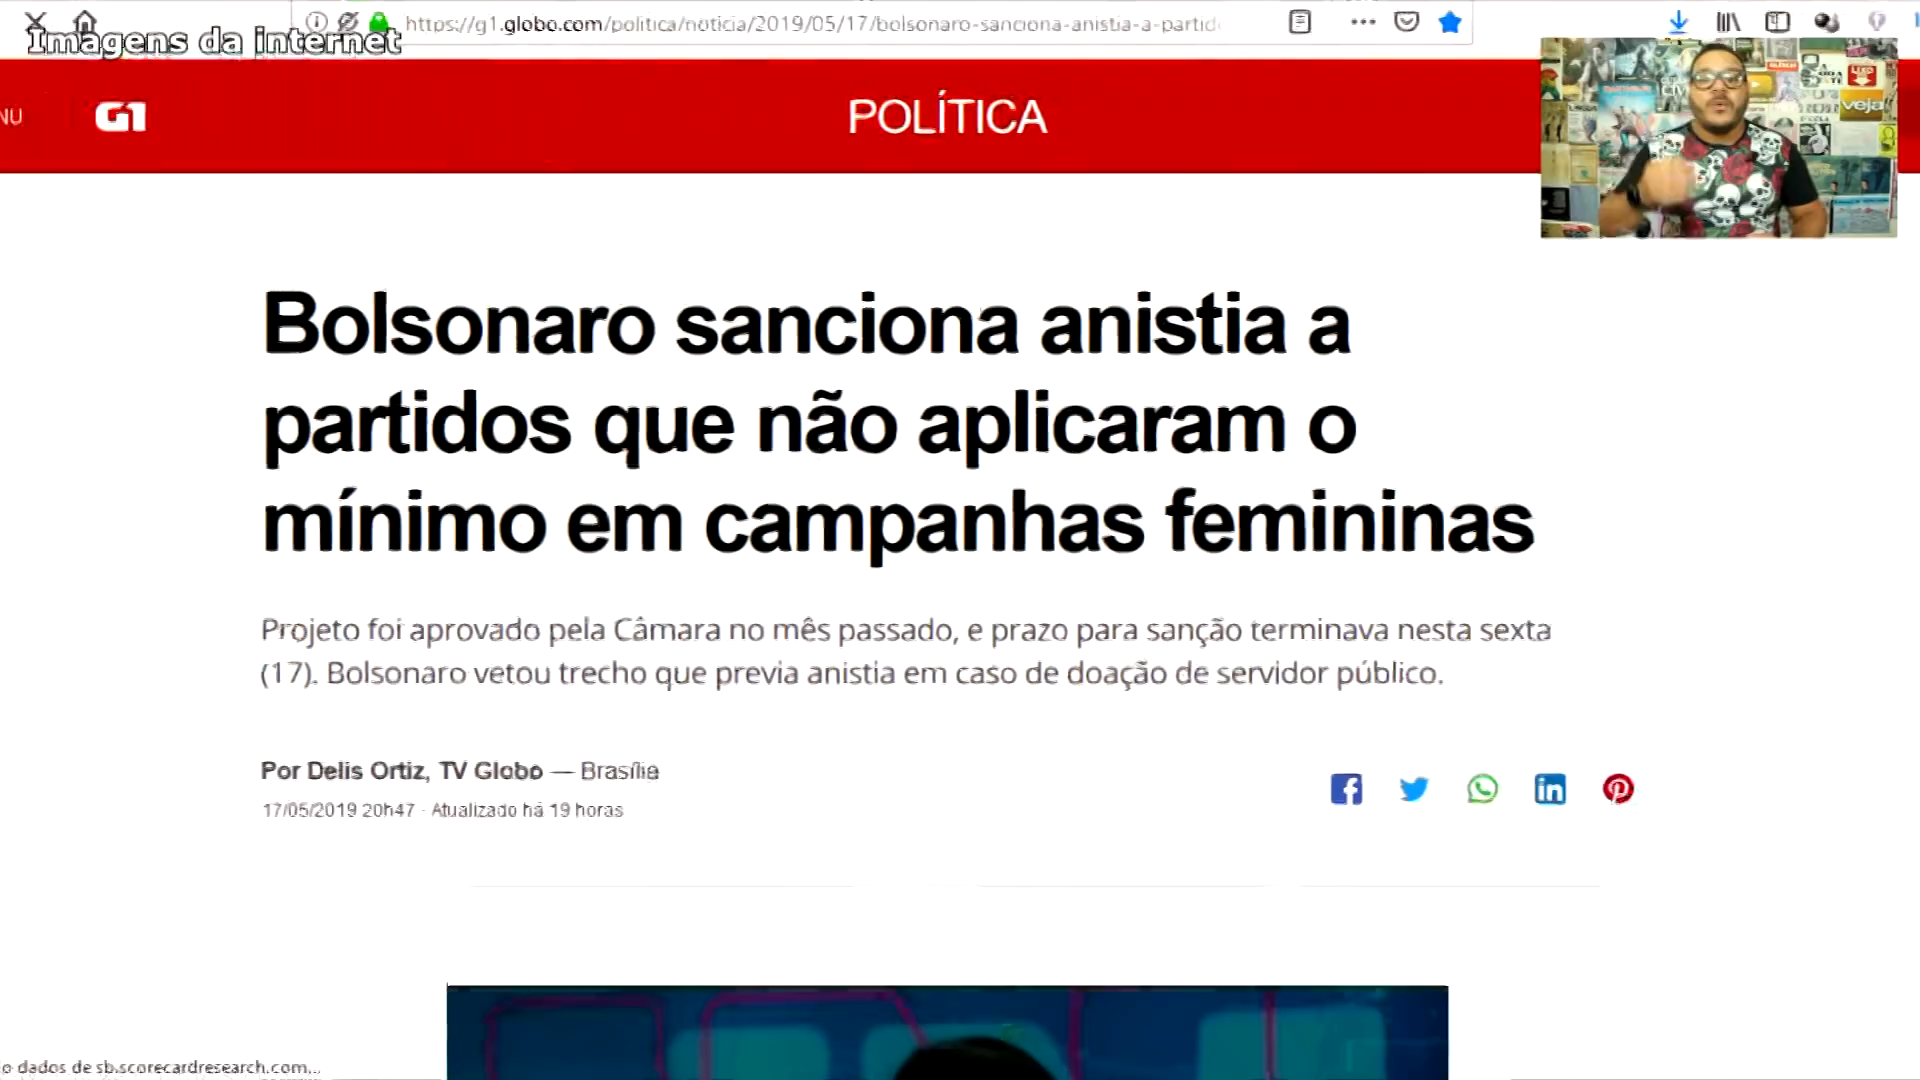 https://g1.globo.com/politica/noticia/2019/05/17/bolsonaro-sanciona-anistia-a-partid
Imagens da internet
NU
G1
POLÍTICA
veja
Bolsonaro sanciona anistia a
partidos que não aplicaram o
mínimo em campanhas femininas
Projeto foi aprovado pela Câmara no mês passado, e prazo para sanção terminava nesta sexta
(17). Bolsonaro vetou trecho que previa anistia em caso de doação de servidor público.
Por Delis Ortiz, TV Globo — Brasília
17/05/2019 20h47 · Atualizado há 19 horas
o dados de sb.scorecardresearch.com...